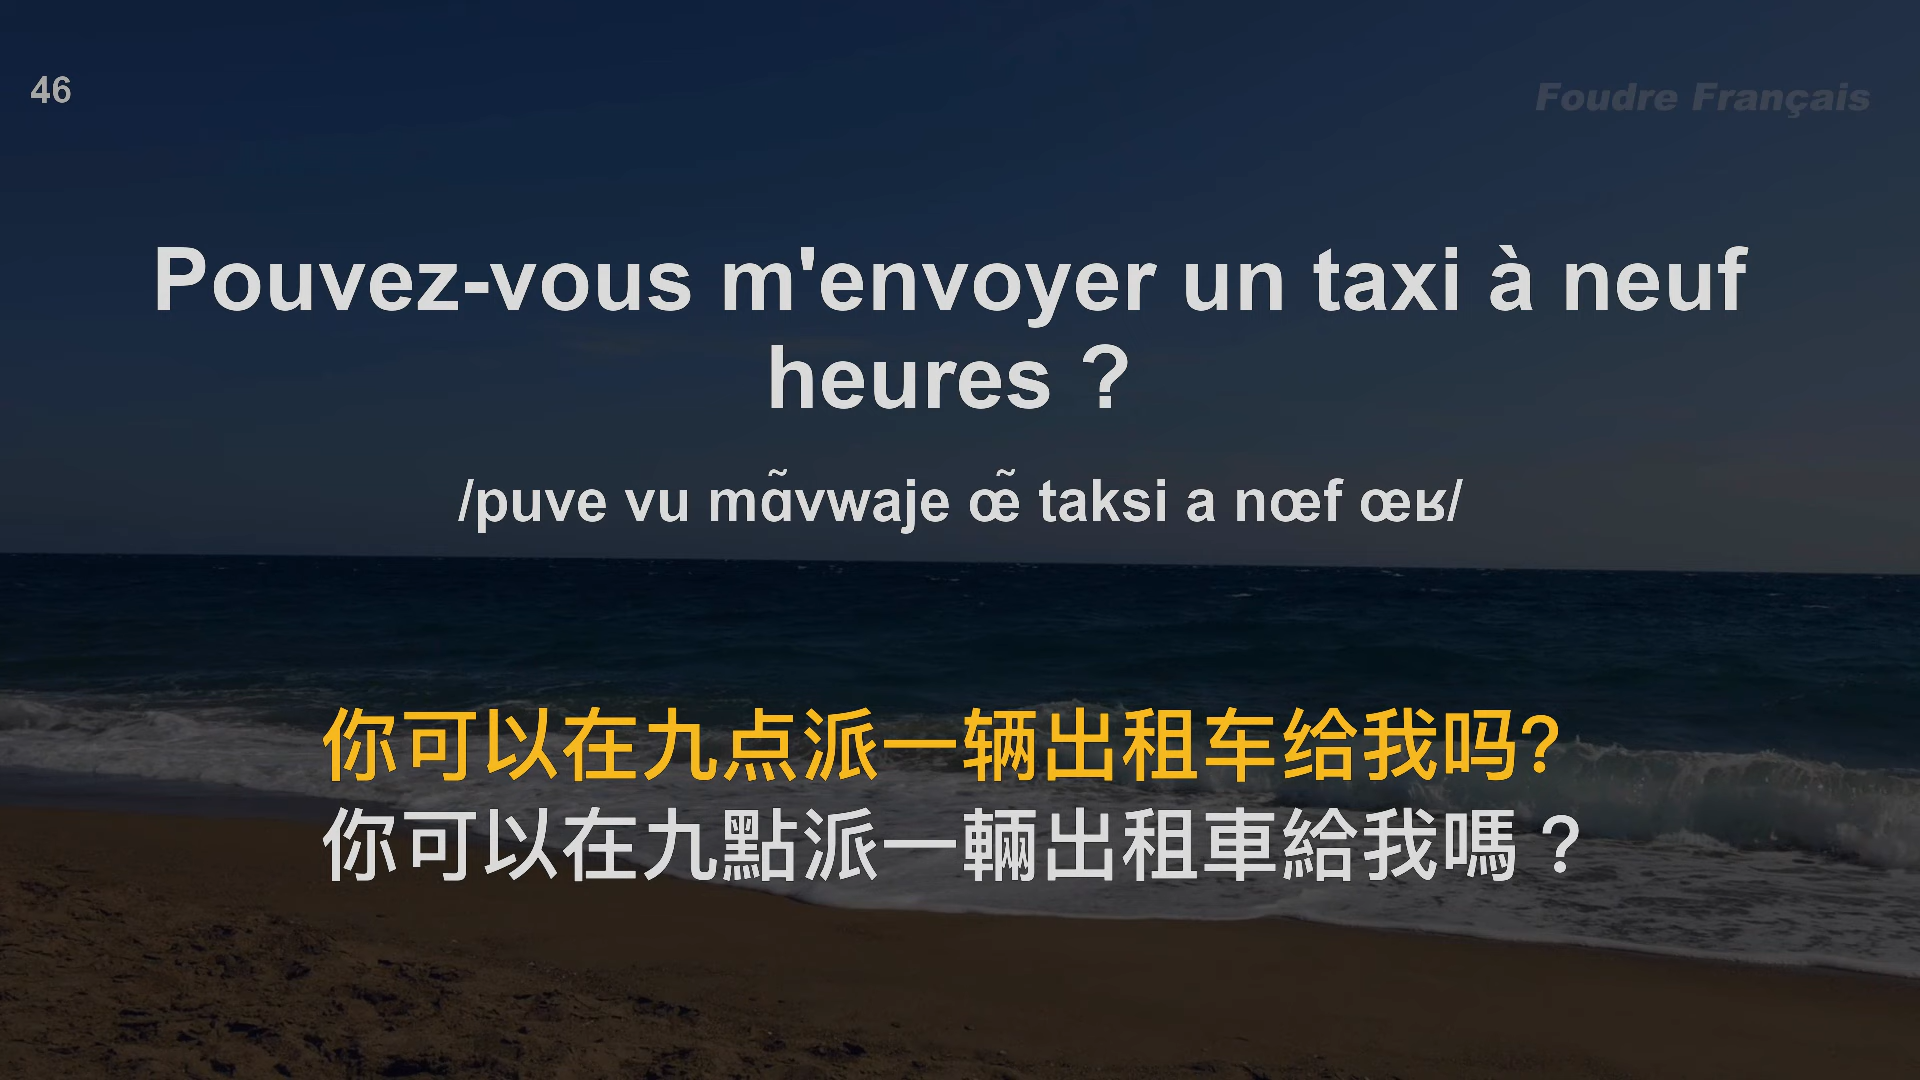 46
Foudre Français
Pouvez-vous m'envoyer un taxi à neuf
heures ?
/puve vu mɑ̃vwaje œ̃ taksi a nœf œʁ/
你可以在九点派一辆出租车给我吗?
你可以在九點派一輛出租車給我嗎？